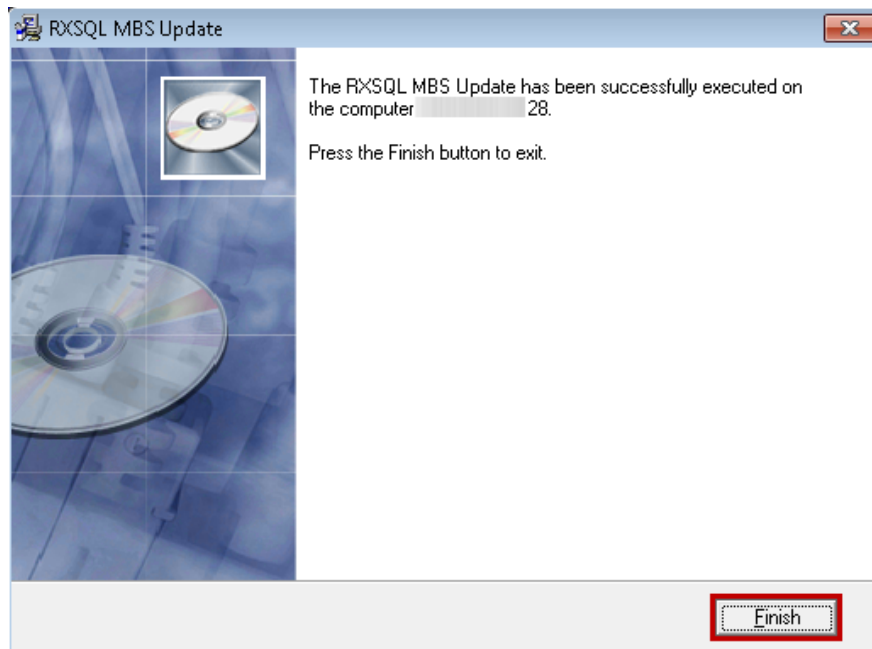 RXSQL MBS Update
The RXSQL MBS Update has been successfully executed on
the computer 28.
Press the Finish button to exit.
Finish